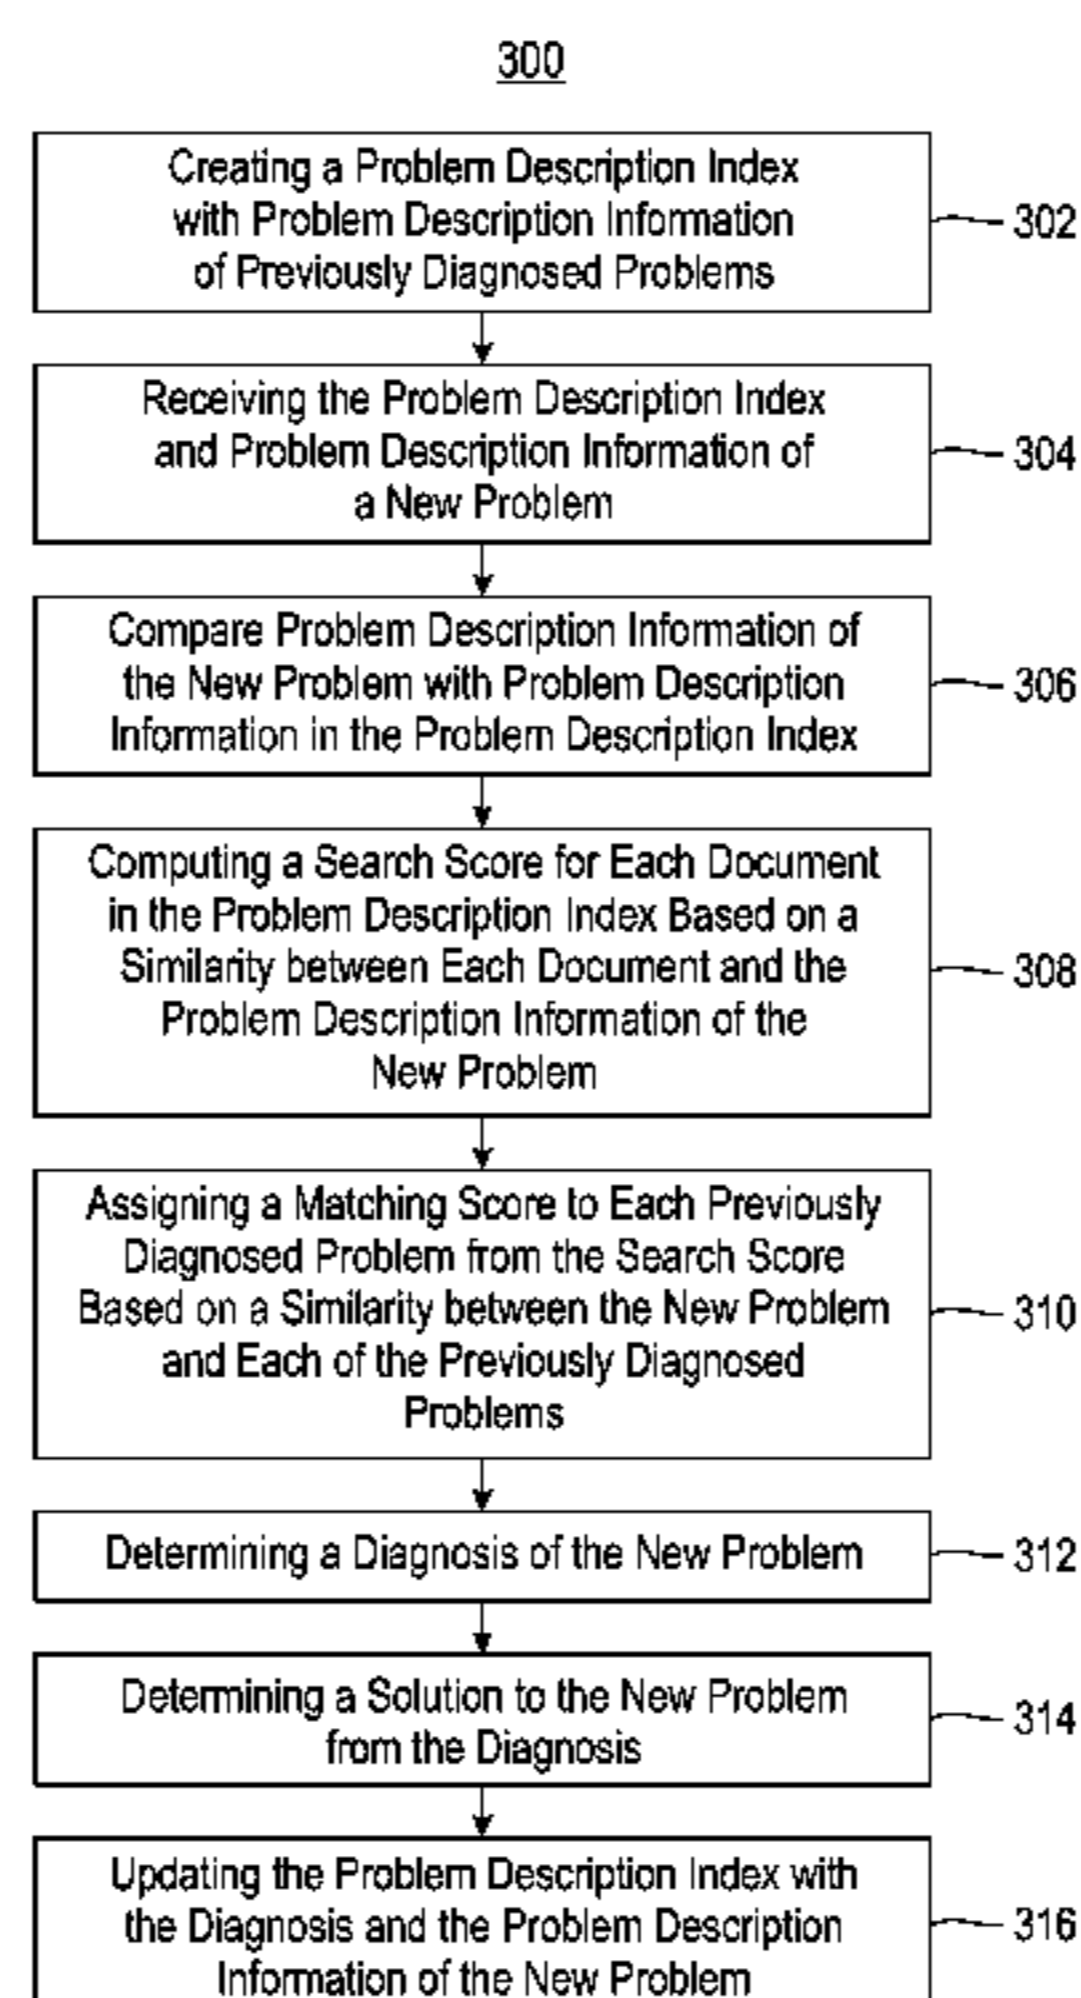 300
Creating a Problem Description Index
with Problem Description Information
of Previously Diagnosed Problems
302
Receiving the Problem Description Index
and Problem Description Information of
a New Problem
304
Compare Problem Description Information of
the New Problem with Problem Description
Information in the Problem Description Index
306
Computing a Search Score for Each Document
in the Problem Description Index Based on a
Similarity between Each Document and the
Problem Description Information of the
New Problem
308
Assigning a Matching Score to Each Previously
Diagnosed Problem from the Search Score
Based on a Similarity between the New Problem
and Each of the Previously Diagnosed
Problems
310
Determining a Diagnosis of the New Problem
312
Determining a Solution to the New Problem
from the Diagnosis
314
Updating the Problem Description Index with
the Diagnosis and the Problem Description
Information of the New Problem
316